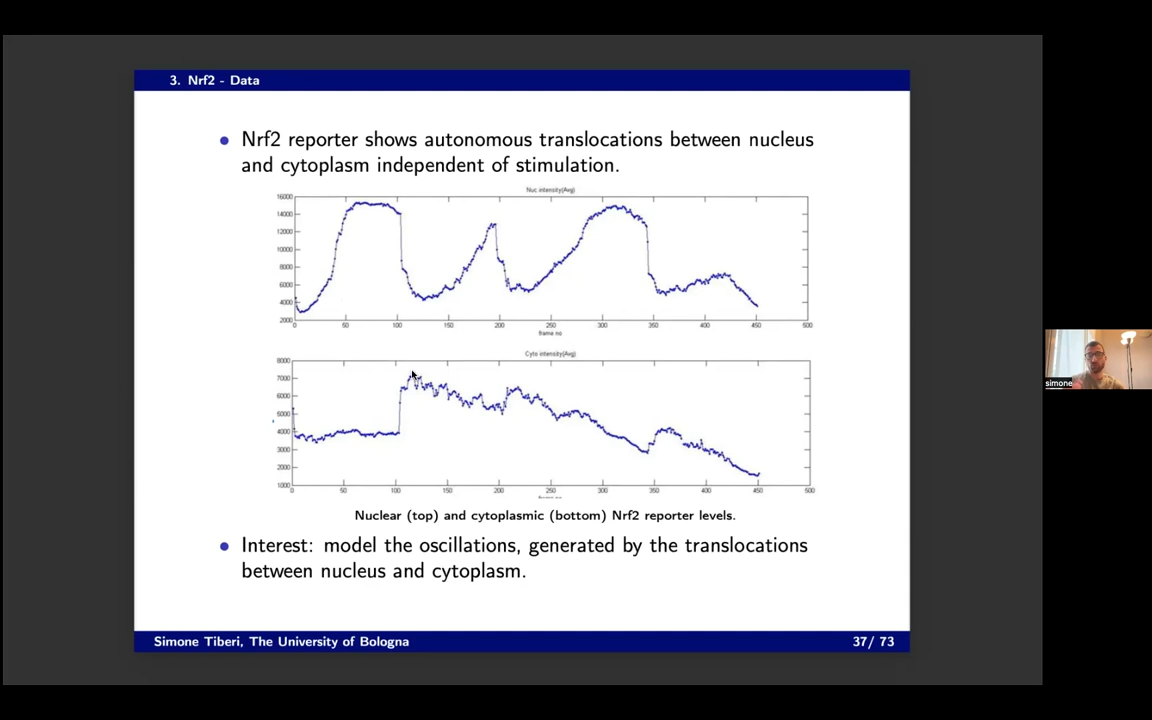 3. Nrf2 - Data
Nrf2 reporter shows autonomous translocations between nucleus
and cytoplasm independent of stimulation.
Nuc intensity(Avg)
16000
14000
12000
10000
8000
6000
4000
2000
0 50 100 150 200 250 300 350 400 450 500
frame no
Cyto intensity(Avg)
8000
7000
6000
5000
4000
3000
2000
1000
0 50 100 150 200 250 300 350 400 450 500
Nuclear (top) and cytoplasmic (bottom) Nrf2 reporter levels.
Interest: model the oscillations, generated by the translocations
between nucleus and cytoplasm.
Simone Tiberi, The University of Bologna 37/ 73
simone